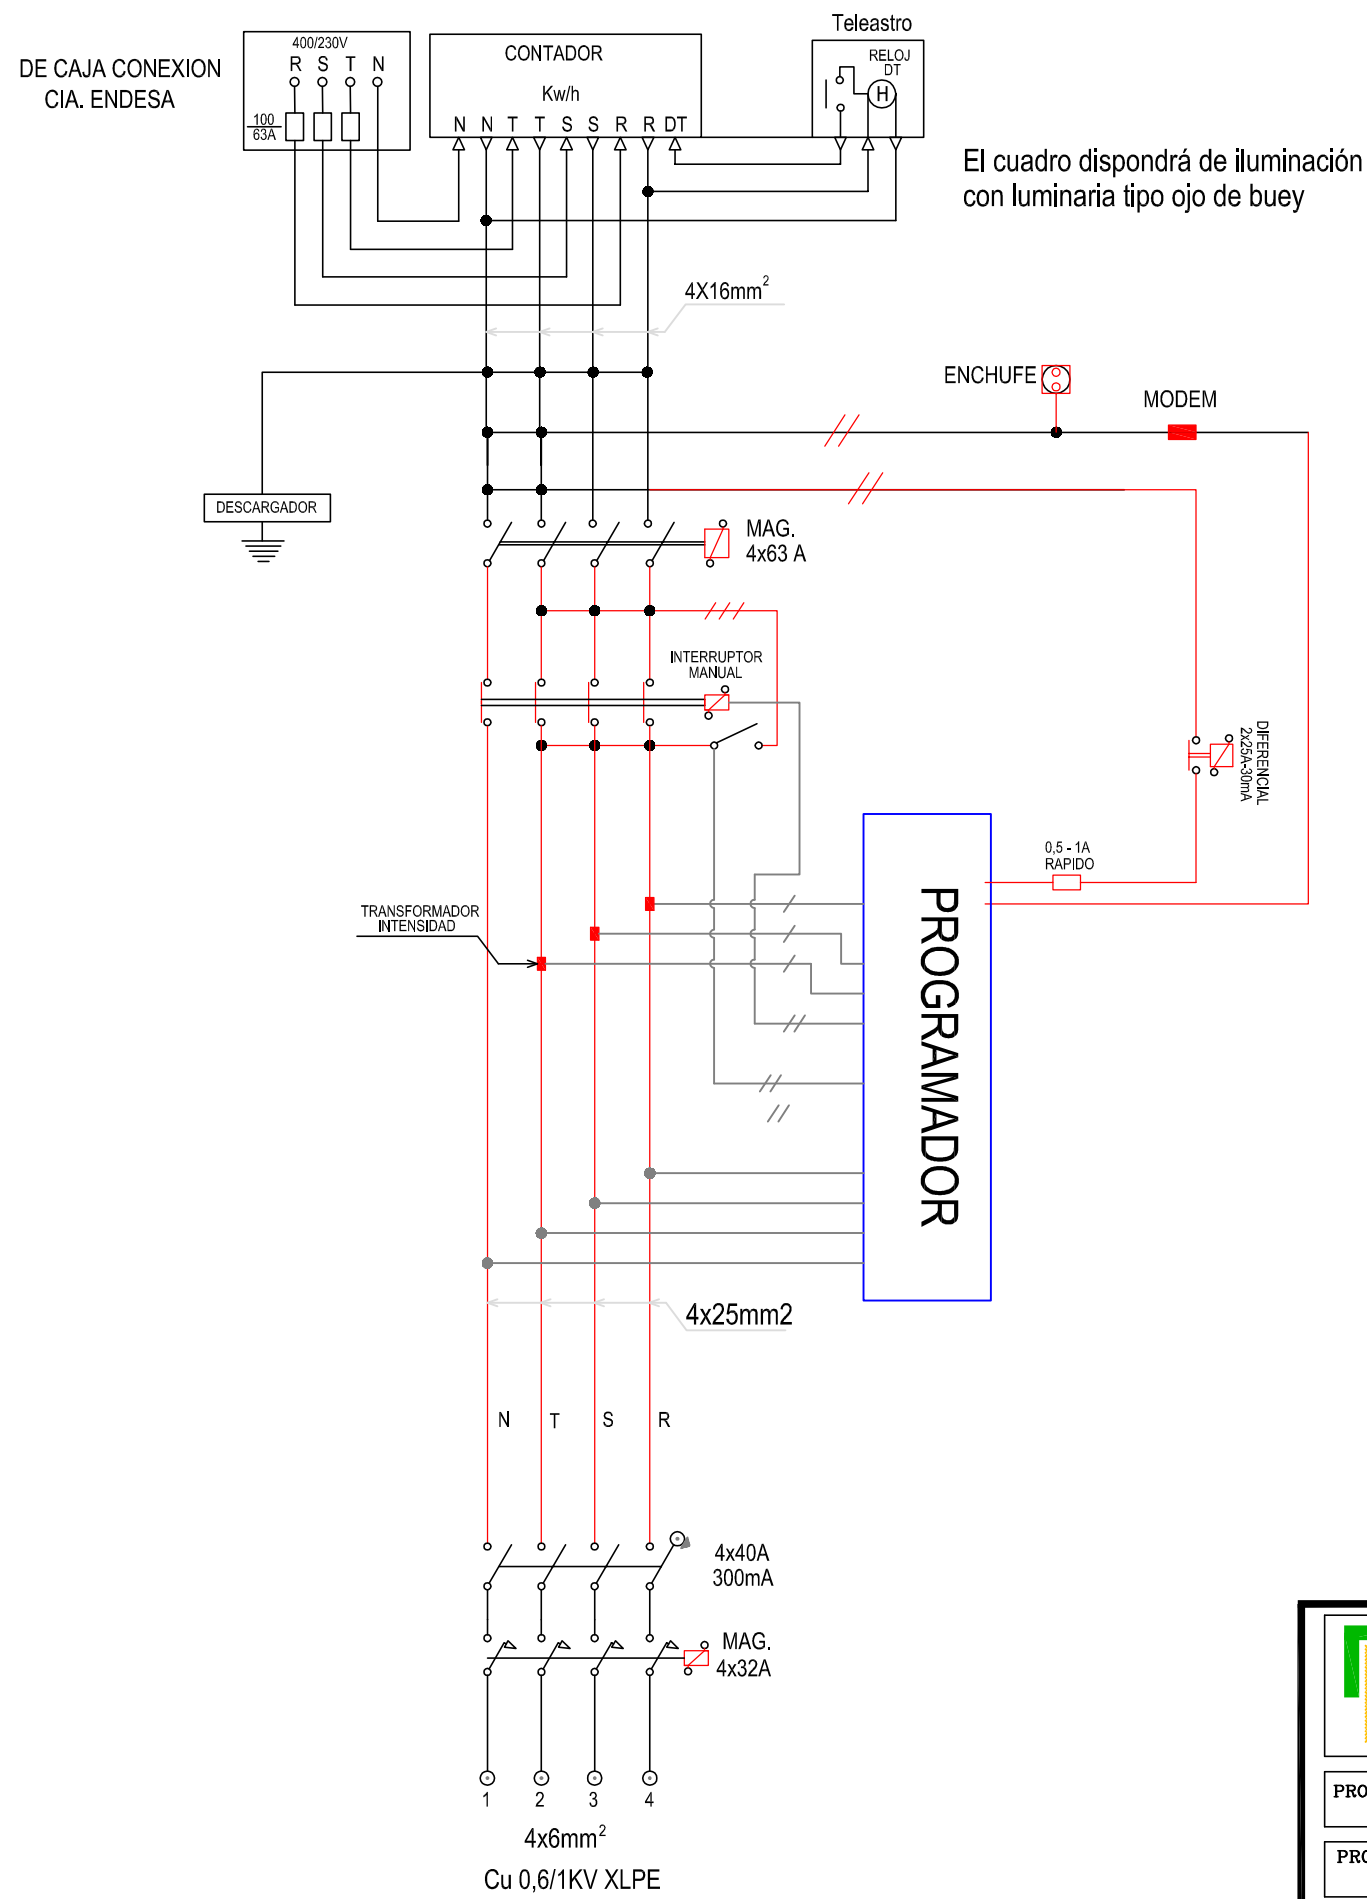 Teleastro
DE CAJA CONEXION
CIA. ENDESA
400/230V
R S T N
100
63A
CONTADOR
Kw/h
N N T T S S R R DT
RELOJ
DT
H
El cuadro dispondrá de iluminación
con luminaria tipo ojo de buey
4X16mm²
ENCHUFE
MODEM
DESCARGADOR
MAG.
4x63 A
INTERRUPTOR
MANUAL
DIFERENCIAL
2x25A-30mA
0,5 - 1A
RAPIDO
PROGRAMADOR
TRANSFORMADOR
INTENSIDAD
4x25mm2
N T S R
4x40A
300mA
MAG.
4x32A
1 2 3 4
4x6mm²
Cu 0,6/1KV XLPE